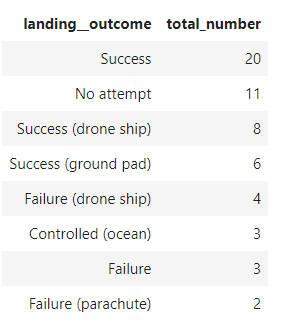 landing__outcome total_number
Success 20
No attempt 11
Success (drone ship) 8
Success (ground pad) 6
Failure (drone ship) 4
Controlled (ocean) 3
Failure 3
Failure (parachute) 2